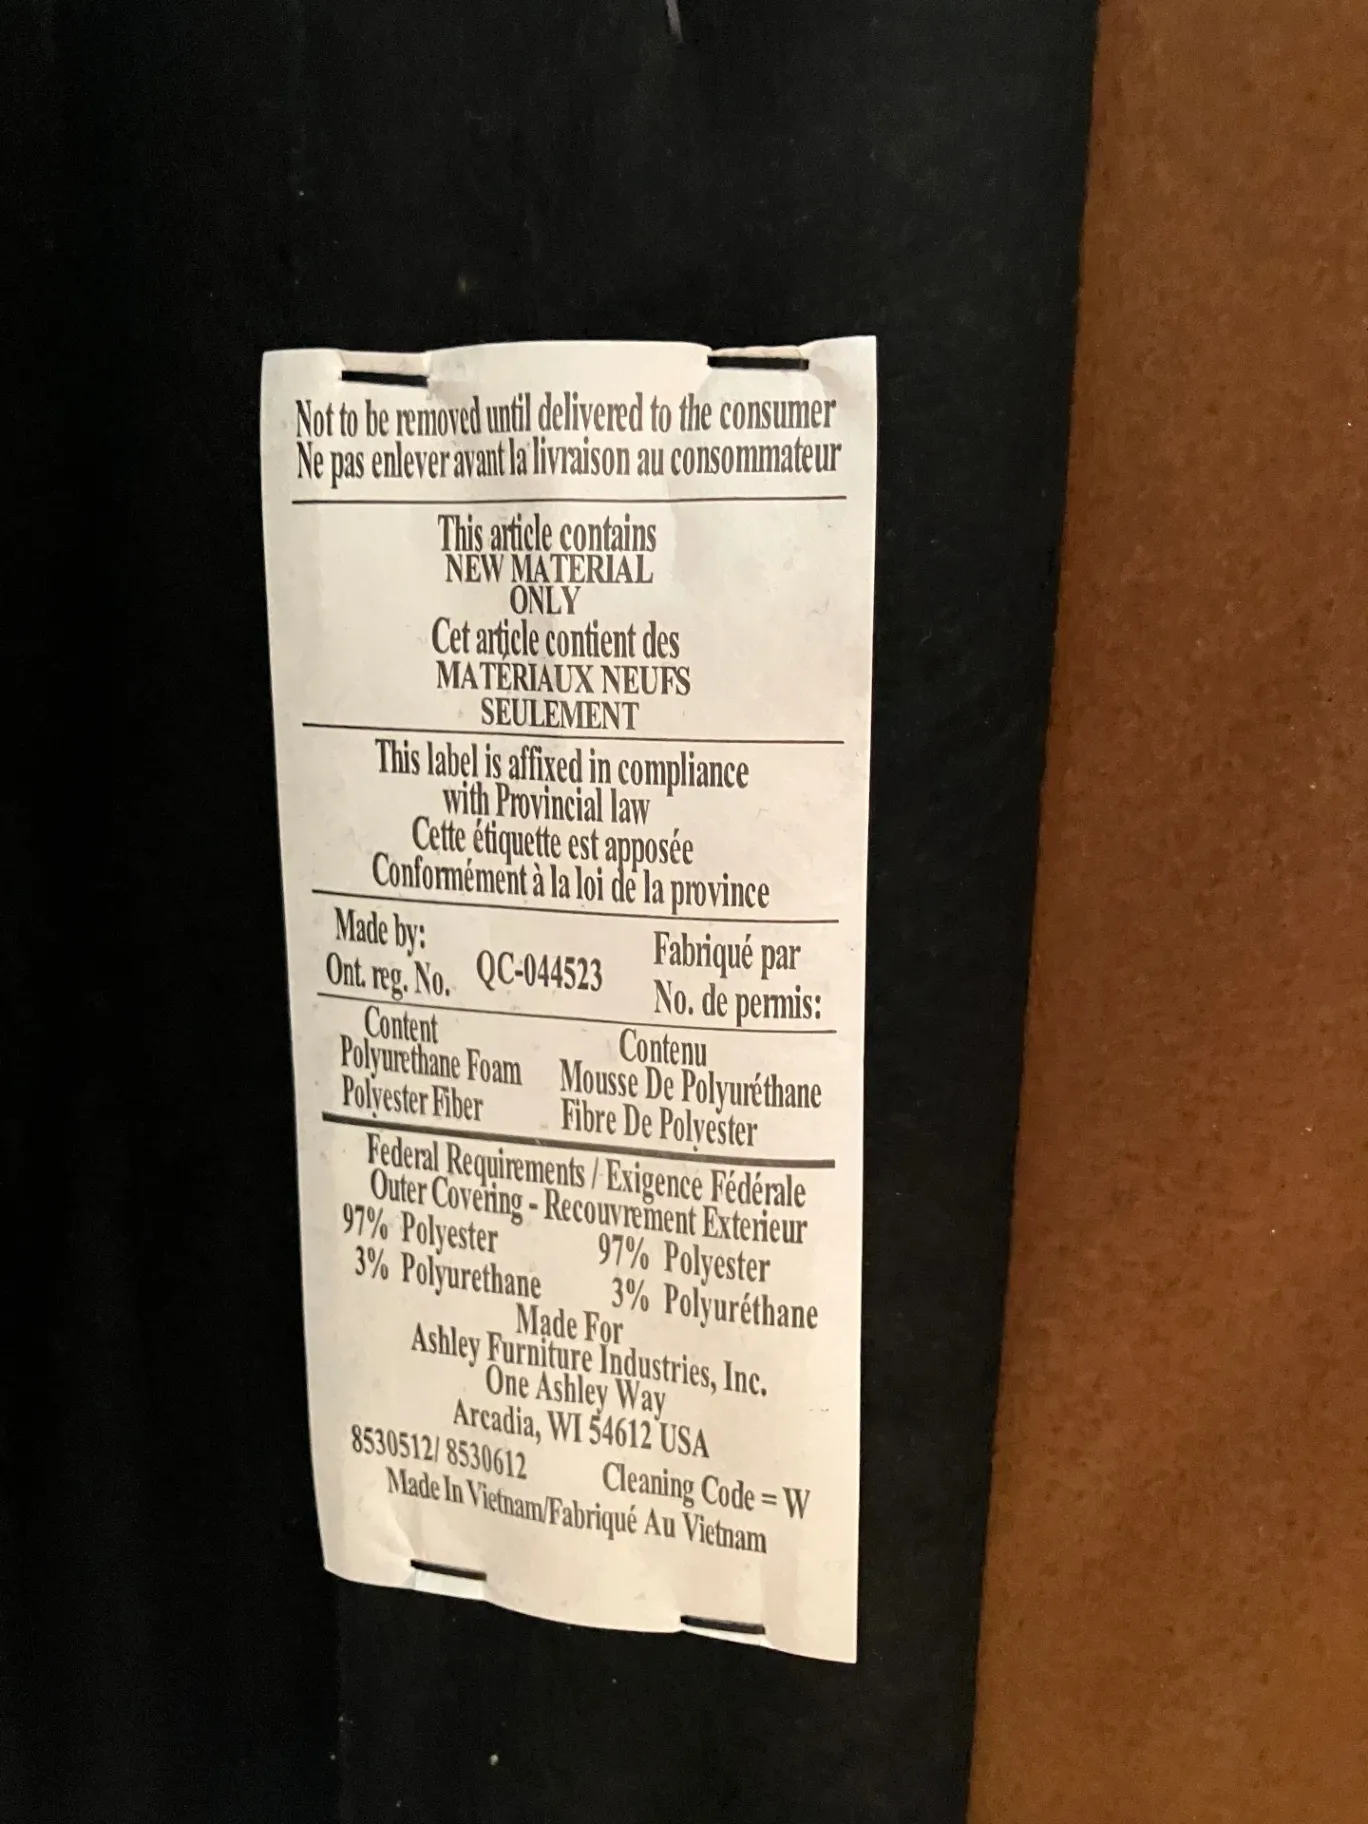 Not to be removed until delivered to the consumer
Ne pas enlever avant la livraison au consommateur
This article contains
NEW MATERIAL
ONLY
Cet article contient des
MATÉRIAUX NEUFS
SEULEMENT
This label is affixed in compliance
with Provincial law
Cette étiquette est apposée
Conformément à la loi de la province
Made by: Fabriqué par
Ont. reg. No. QC-044523 No. de permis:
Content Contenu
Polyurethane Foam Mousse De Polyuréthane
Polyester Fiber Fibre De Polyester
Federal Requirements / Exigence Fédérale
Outer Covering - Recouvrement Exterieur
97% Polyester 97% Polyester
3% Polyurethane 3% Polyuréthane
Made For
Ashley Furniture Industries, Inc.
One Ashley Way
Arcadia, WI 54612 USA
8530512/ 8530612 Cleaning Code = W
Made In Vietnam/Fabriqué Au Vietnam